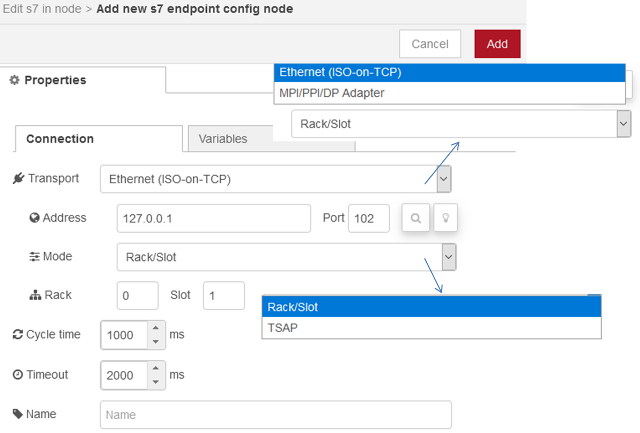 Edit s7 in node > Add new s7 endpoint config node
Cancel Add
Properties
Ethernet (ISO-on-TCP)
MPI/PPI/DP Adapter
Rack/Slot
Connection Variables
Transport Ethernet (ISO-on-TCP)
Address 127.0.0.1 Port 102
Mode Rack/Slot
Rack 0 Slot 1
Rack/Slot
TSAP
Cycle time 1000 ms
Timeout 2000 ms
Name Name